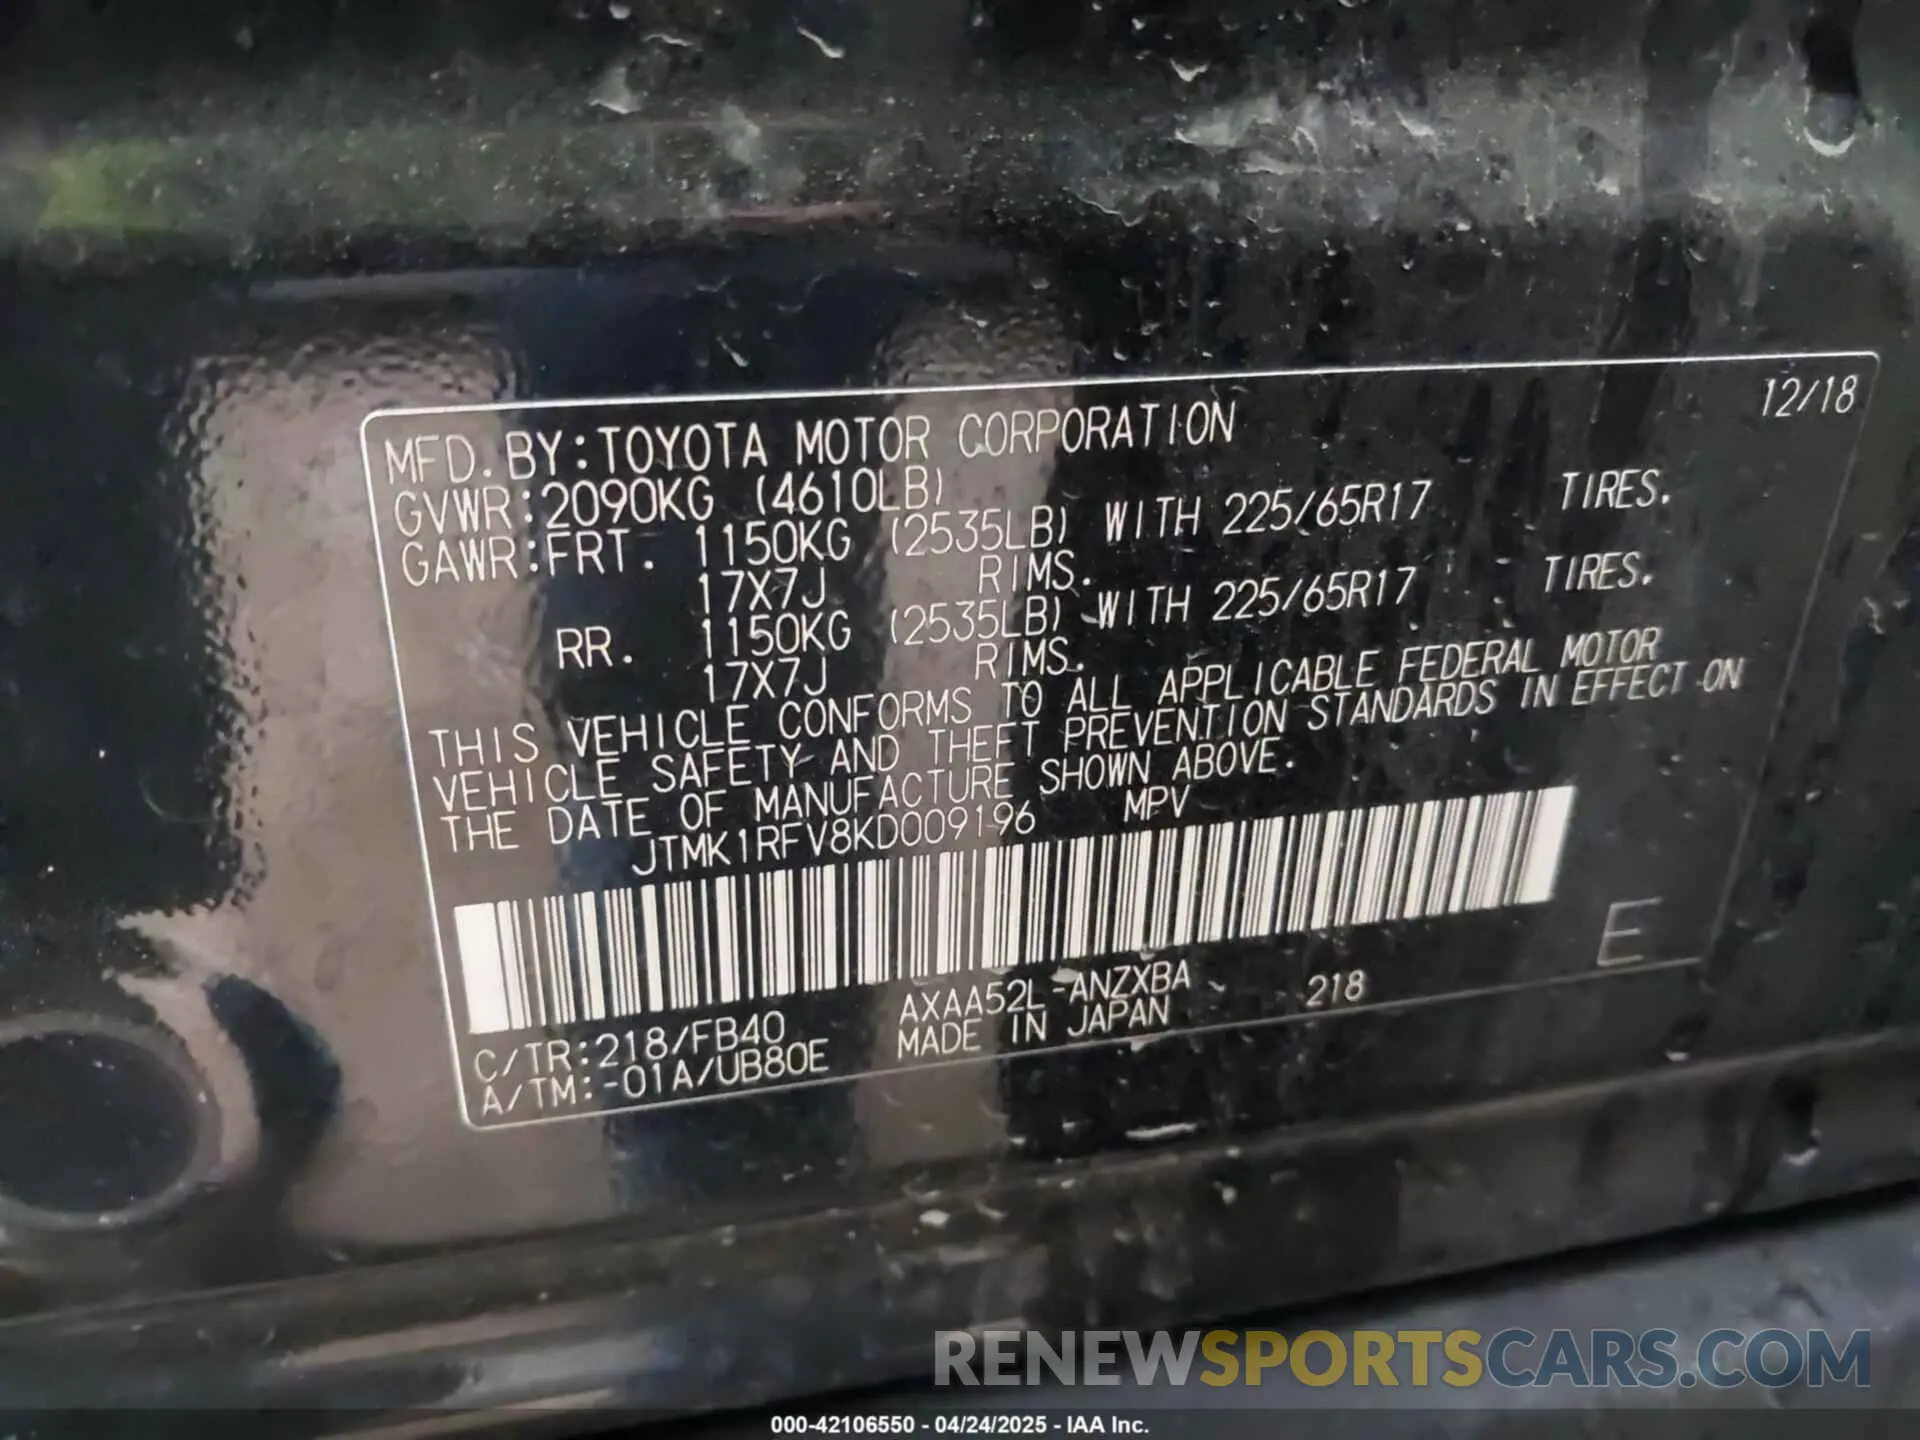 12/18
MFD. BY:TOYOTA MOTOR CORPORATION
GVWR:2090KG (4610LB)
GAWR:FRT. 1150KG (2535LB) WITH 225/65R17 TIRES.
17X7J RIMS.
RR. 1150KG (2535LB) WITH 225/65R17 TIRES.
17X7J RIMS.
THIS VEHICLE CONFORMS TO ALL APPLICABLE FEDERAL MOTOR
VEHICLE SAFETY AND THEFT PREVENTION STANDARDS IN EFFECT ON
THE DATE OF MANUFACTURE SHOWN ABOVE.
JTMK1RFV8KD009196 MPV
E
AXAA52L-ANZXBA 218
C/TR:218/FB40 MADE IN JAPAN
A/TM:-01A/UB80E
RENEWSPORTSCARS.COM
000-42106550 - 04/24/2025 - IAA Inc.